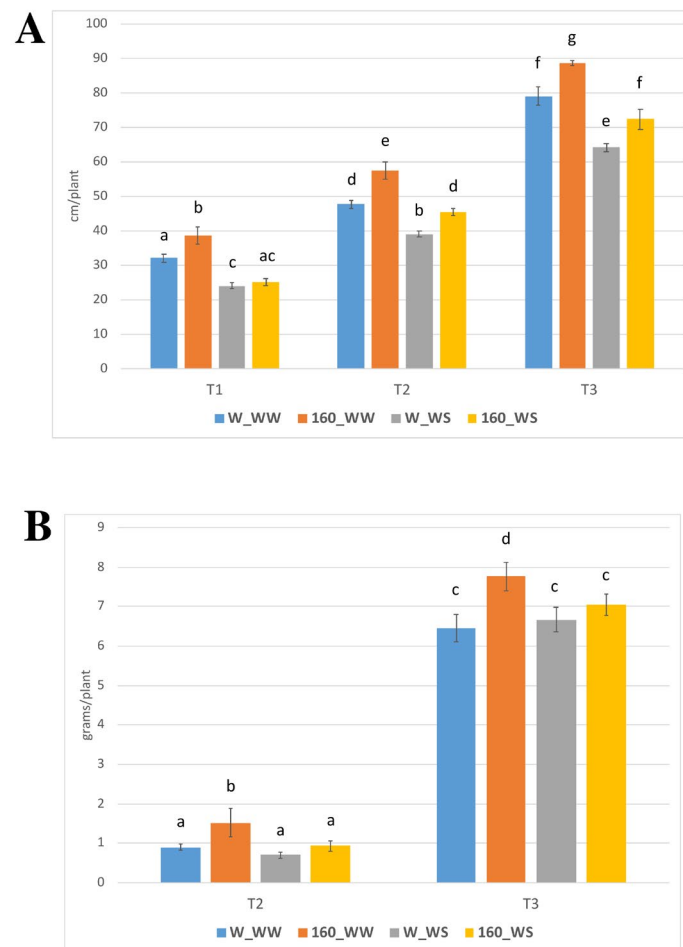 A
100
90
80
70
60
50
40
30
20
10
0
cm/plant
a b c ac
d e b d
f g e f
T1 T2 T3
W_WW 160_WW W_WS 160_WS
B
9
8
7
6
5
4
3
2
1
0
grams/plant
a b a a
c d c c
T2 T3
W_WW 160_WW W_WS 160_WS